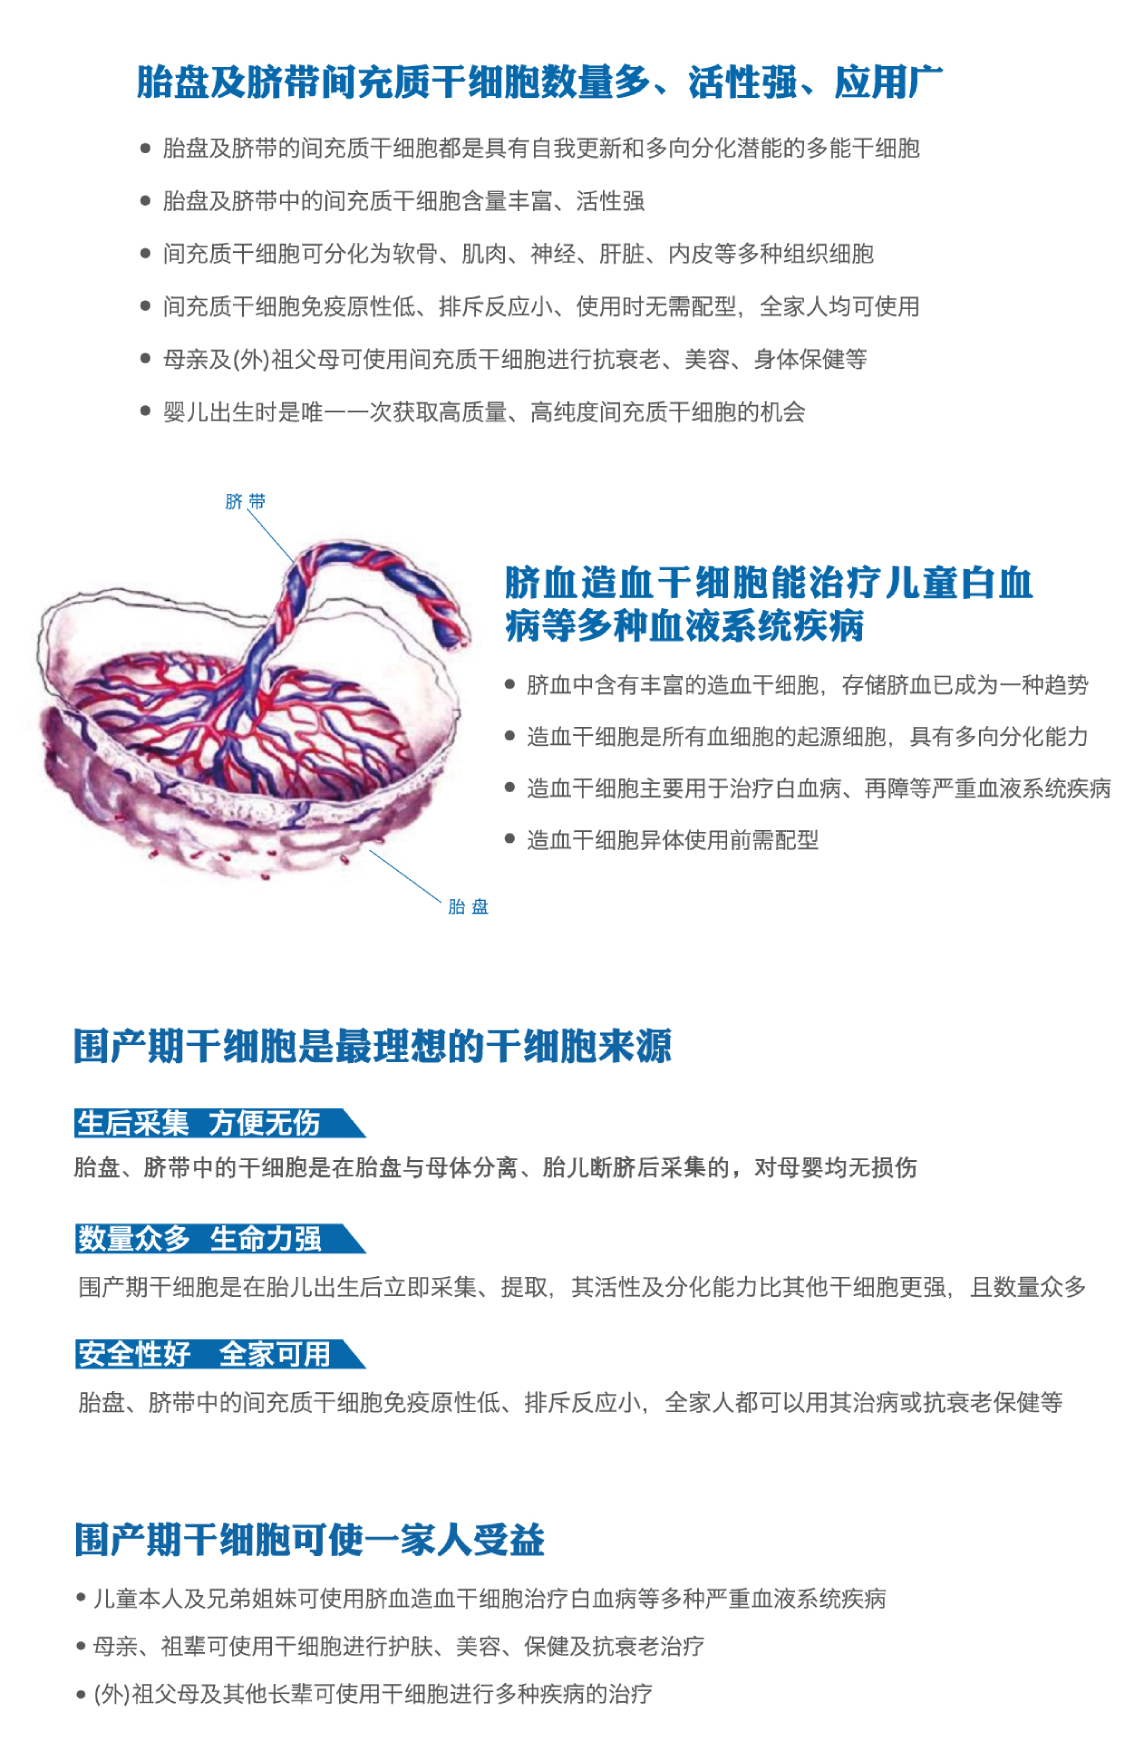 胎盘及脐带间充质干细胞数量多、活性强、应用广
● 胎盘及脐带的间充质干细胞都是具有自我更新和多向分化潜能的多能干细胞
● 胎盘及脐带中的间充质干细胞含量丰富、活性强
● 间充质干细胞可分化为软骨、肌肉、神经、肝脏、内皮等多种组织细胞
● 间充质干细胞免疫原性低、排斥反应小、使用时无需配型，全家人均可使用
● 母亲及(外)祖父母可使用间充质干细胞进行抗衰老、美容、身体保健等
● 婴儿出生时是唯一一次获取高质量、高纯度间充质干细胞的机会
脐带
脐血造血干细胞能治疗儿童白血
病等多种血液系统疾病
● 脐血中含有丰富的造血干细胞，存储脐血已成为一种趋势
● 造血干细胞是所有血细胞的起源细胞，具有多向分化能力
● 造血干细胞主要用于治疗白血病、再障等严重血液系统疾病
● 造血干细胞异体使用前需配型
胎盘
围产期干细胞是最理想的干细胞来源
生后采集 方便无伤
胎盘、脐带中的干细胞是在胎盘与母体分离、胎儿断脐后采集的，对母婴均无损伤
数量众多 生命力强
围产期干细胞是在胎儿出生后立即采集、提取，其活性及分化能力比其他干细胞更强，且数量众多
安全性好 全家可用
胎盘、脐带中的间充质干细胞免疫原性低、排斥反应小，全家人都可以用其治病或抗衰老保健等
围产期干细胞可使一家人受益
● 儿童本人及兄弟姐妹可使用脐血造血干细胞治疗白血病等多种严重血液系统疾病
● 母亲、祖辈可使用干细胞进行护肤、美容、保健及抗衰老治疗
● (外)祖父母及其他长辈可使用干细胞进行多种疾病的治疗